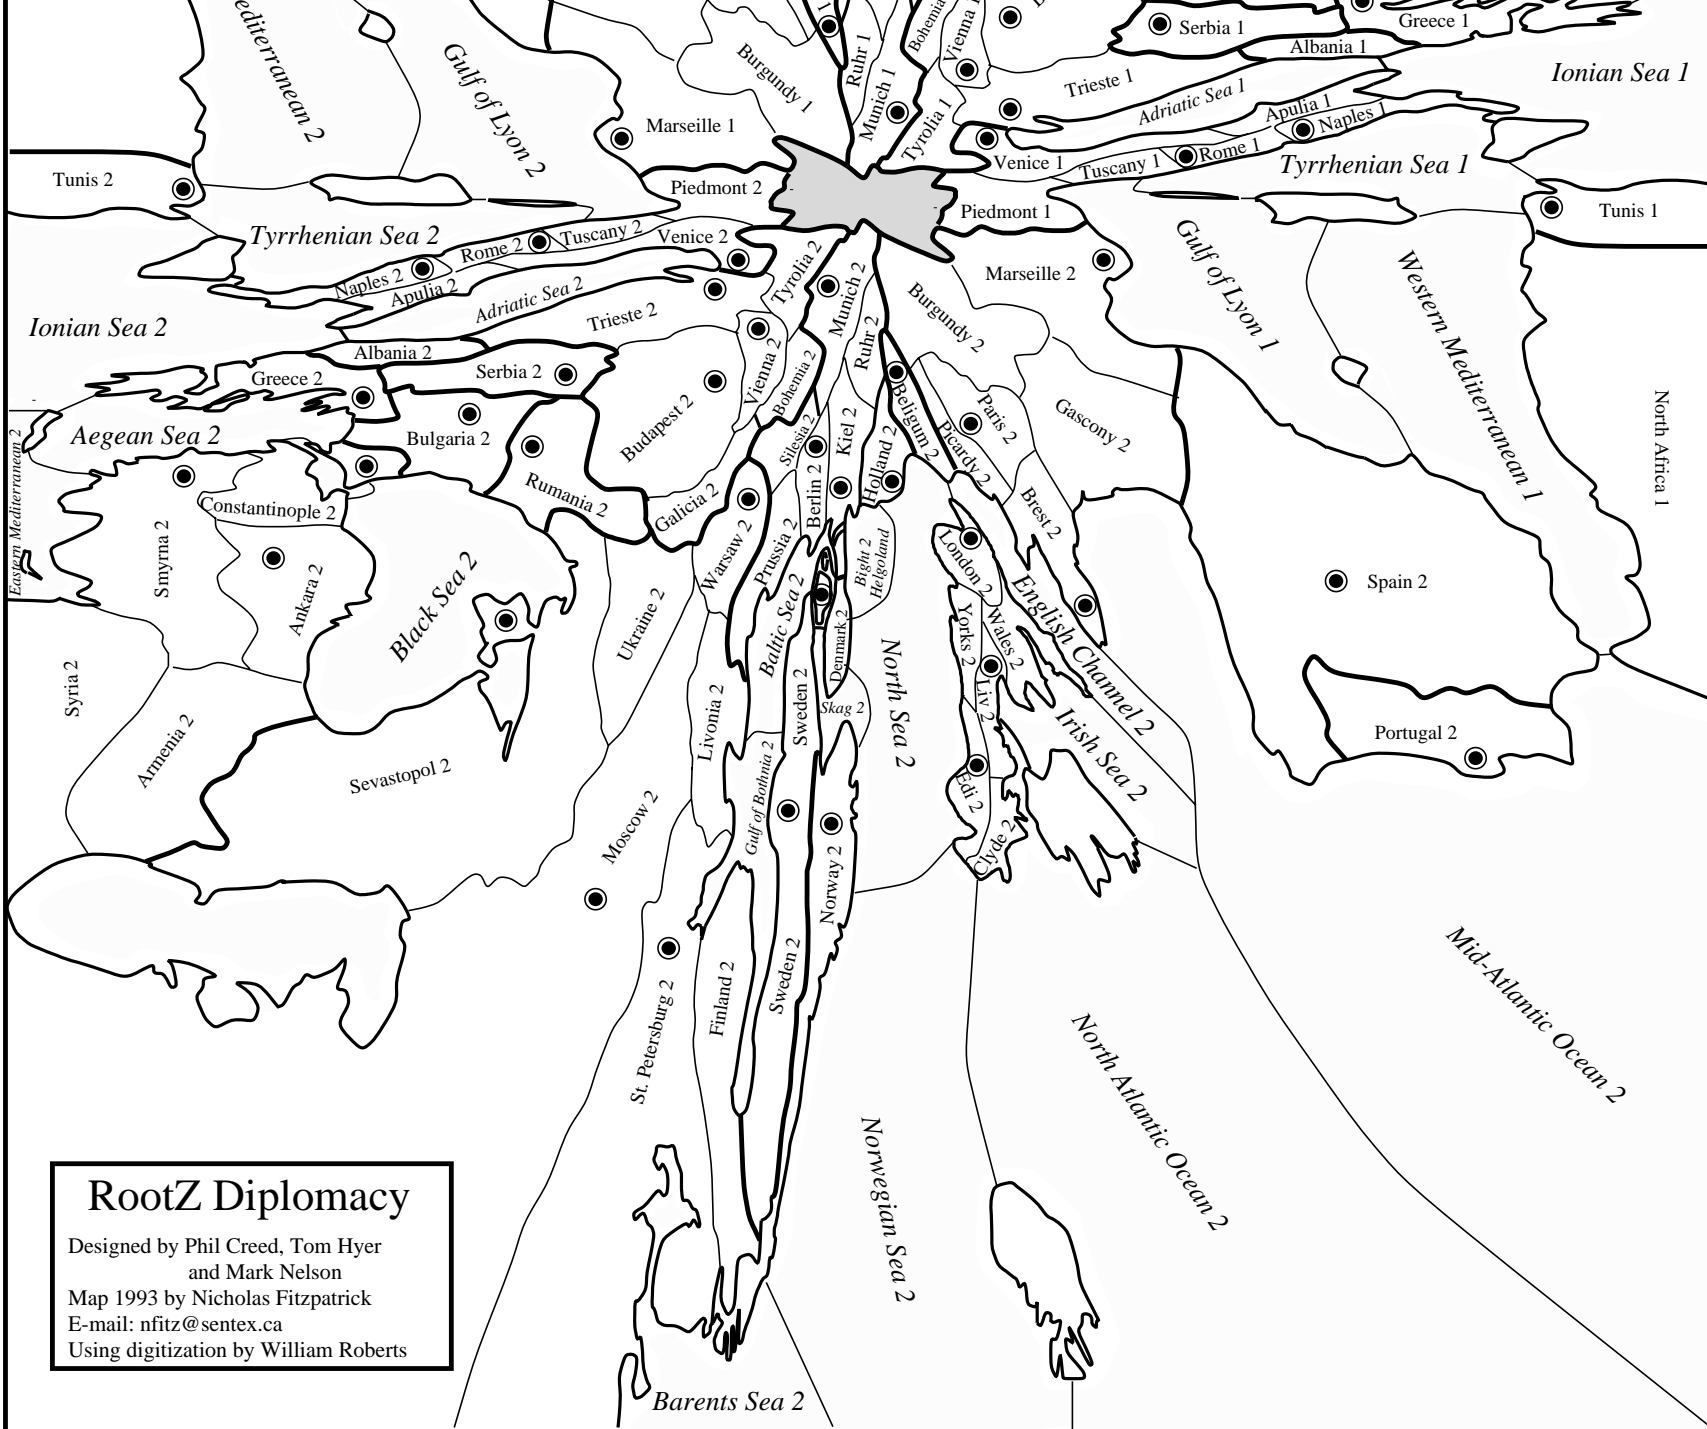 Greece 1
Serbia 1
Albania 1
Ionian Sea 1
Bohemia
Vienna 1
Ruhr 1
1
Burgundy 1
Munich 1
Trieste 1
Adriatic Sea 1
Apulia 1
Naples 1
editerranean 2
Gulf of Lyon 2
Marseille 1
Tyrolia 1
Venice 1
Tuscany 1
Rome 1
Tyrrhenian Sea 1
Tunis 2
Piedmont 2
Piedmont 1
Tunis 1
Tyrrhenian Sea 2
Rome 2
Tuscany 2
Venice 2
Naples 2
Apulia 2
Adriatic Sea 2
Tyrolia 2
Munich 2
Marseille 2
Gulf of Lyon 1
Western Mediterranean 1
Ionian Sea 2
Trieste 2
Burgundy 2
Ruhr 2
Albania 2
Vienna 2
Bohemia 2
Greece 2
Serbia 2
North Africa 1
Aegean Sea 2
Bulgaria 2
Budapest 2
Silesia 2
Kiel 2
Beligum 2
Holland 2
Picardy 2
Paris 2
Gascony 2
Eastern Mediterranean 2
Rumania 2
Galicia 2
Berlin 2
Brest 2
Constantinople 2
Smyrna 2
Ankara 2
Black Sea 2
Warsaw 2
Prussia 2
Bight 2
Helgoland
London 2
English Channel 2
Spain 2
Ukraine 2
Baltic Sea 2
Denmark 2
Yorks 2
Wales 2
Liv 2
Syria 2
Armenia 2
Sevastopol 2
Livonia 2
Sweden 2
Skag 2
North Sea 2
Irish Sea 2
Portugal 2
Moscow 2
Gulf of Bothnia 2
Edi 2
Clyde 2
Norway 2
St. Petersburg 2
Finland 2
Sweden 2
Mid-Atlantic Ocean 2
North Atlantic Ocean 2
Norwegian Sea 2
Barents Sea 2
RootZ Diplomacy
Designed by Phil Creed, Tom Hyer
and Mark Nelson
Map 1993 by Nicholas Fitzpatrick
E-mail: nfitz@sentex.ca
Using digitization by William Roberts